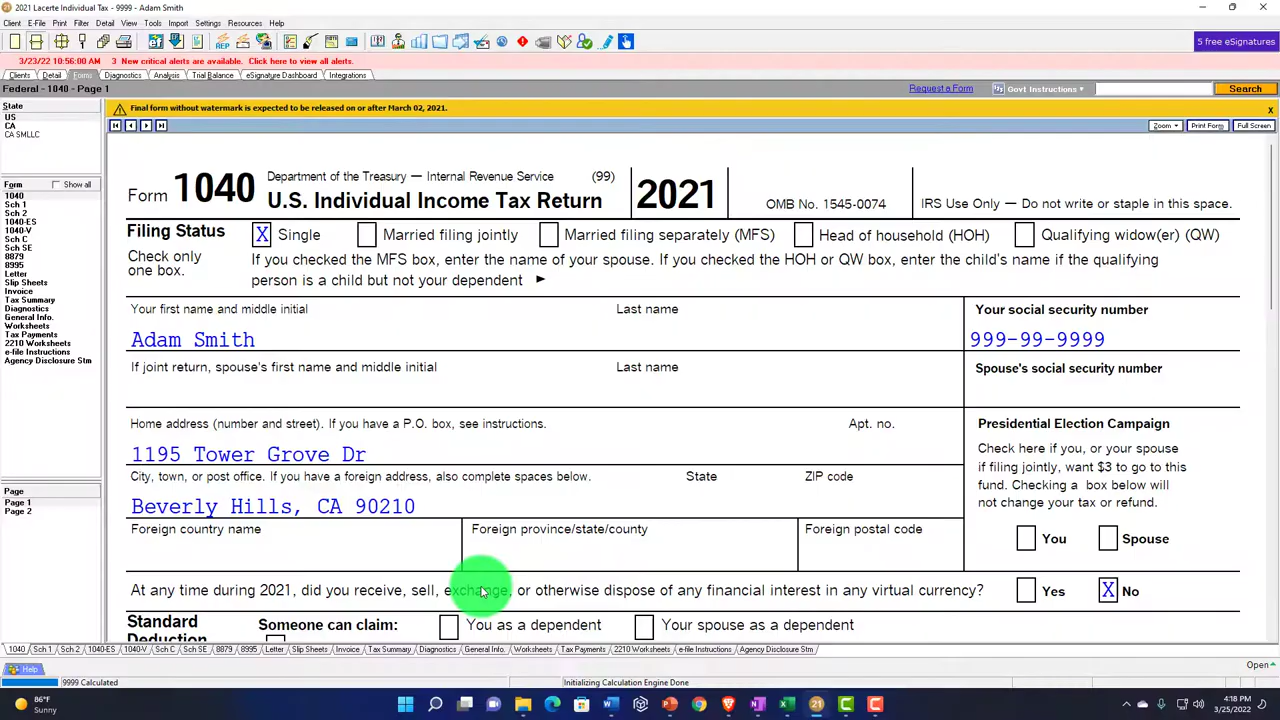 2021 Lacerte Individual Tax - 9999 - Adam Smith
Client E-File Print Filter Detail View Tools Import Settings Resources Help
5 free eSignatures
3/23/22 10:56:00 AM 3 New critical alerts are available. Click here to view all alerts.
Clients Detail Forms Diagnostics Analysis Trial Balance eSignature Dashboard Integrations
Federal - 1040 - Page 1
Request a Form
Govt Instructions
Search
State
US
CA
CA SMLLC
Final form without watermark is expected to be released on or after March 02, 2021.
x
Zoom
Print Form
Full Screen
Form
Show all
1040
Sch 1
Sch 2
1040-ES
1040-V
Sch C
Sch SE
8879
8995
Letter
Slip Sheets
Invoice
Tax Summary
Diagnostics
General Info.
Worksheets
Tax Payments
2210 Worksheets
e-file Instructions
Agency Disclosure Stm
Page
Page 1
Page 2
Form 1040
Department of the Treasury — Internal Revenue Service (99)
U.S. Individual Income Tax Return
2021
OMB No. 1545-0074
IRS Use Only — Do not write or staple in this space.
Filing Status
Check only
one box.
X Single Married filing jointly Married filing separately (MFS) Head of household (HOH) Qualifying widow(er) (QW)
If you checked the MFS box, enter the name of your spouse. If you checked the HOH or QW box, enter the child's name if the qualifying
person is a child but not your dependent ►
Your first name and middle initial Last name Your social security number
Adam Smith 999-99-9999
If joint return, spouse's first name and middle initial Last name Spouse's social security number
Home address (number and street). If you have a P.O. box, see instructions. Apt. no.
1195 Tower Grove Dr
City, town, or post office. If you have a foreign address, also complete spaces below. State ZIP code
Beverly Hills, CA 90210
Foreign country name Foreign province/state/county Foreign postal code
Presidential Election Campaign
Check here if you, or your spouse
if filing jointly, want $3 to go to this
fund. Checking a box below will
not change your tax or refund.
You Spouse
At any time during 2021, did you receive, sell, exchange, or otherwise dispose of any financial interest in any virtual currency? Yes X No
Standard
Deduction
Someone can claim: You as a dependent Your spouse as a dependent
1040 Sch 1 Sch 2 1040-ES 1040-V Sch C Sch SE 8879 8995 Letter Slip Sheets Invoice Tax Summary Diagnostics General Info. Worksheets Tax Payments 2210 Worksheets e-file Instructions Agency Disclosure Stm
Help
Open
9999 Calculated
Initializing Calculation Engine Done
86°F
Sunny
21
4:18 PM
3/25/2022